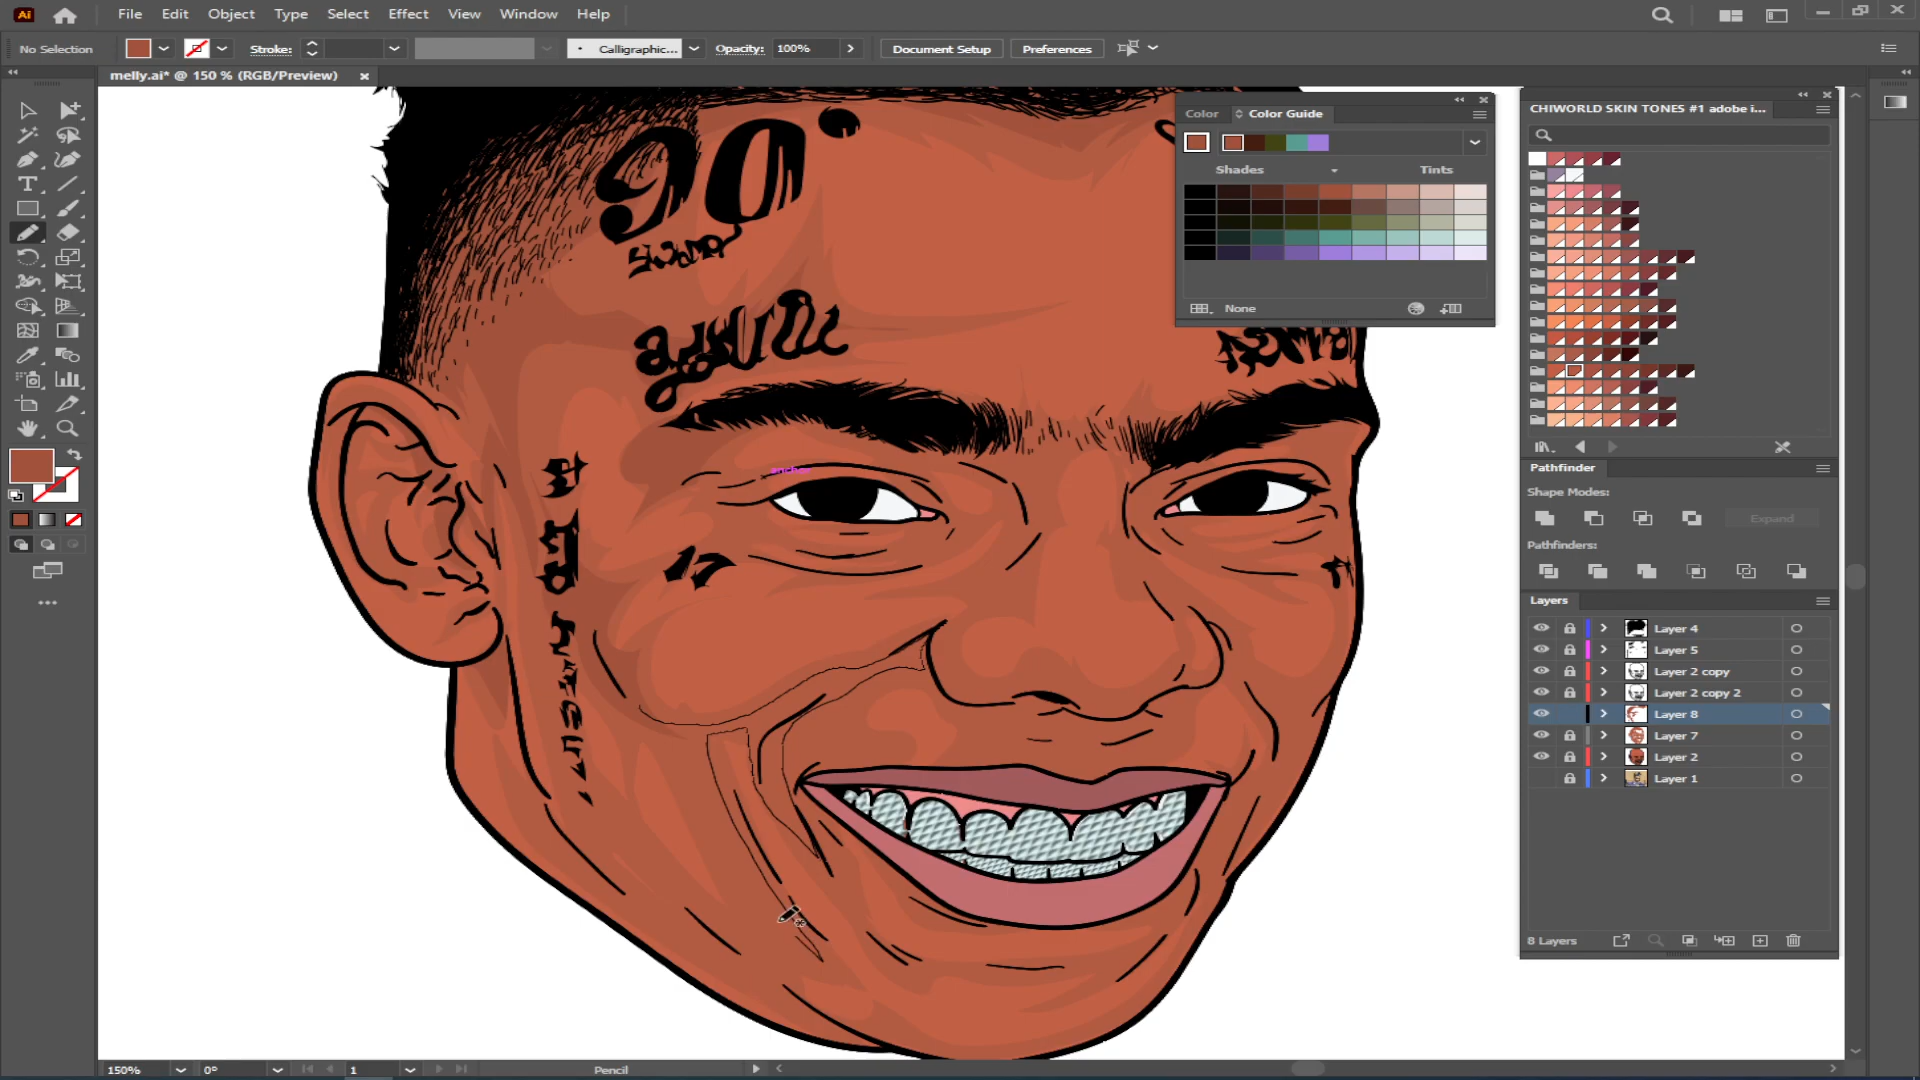 Ai File Edit Object Type Select Effect View Window Help
No Selection Stroke: Calligraphic... Opacity: 100% Document Setup Preferences
melly.ai* @ 150 % (RGB/Preview)
Color Color Guide
Shades Tints
None
CHIWORLD SKIN TONES #1 adobe i...
90
anchor
17
Pathfinder
Shape Modes:
Expand
Pathfinders:
Layers
Layer 4
Layer 5
Layer 2 copy
Layer 2 copy 2
Layer 8
Layer 7
Layer 2
Layer 1
8 Layers
150% 0° 1 Pencil